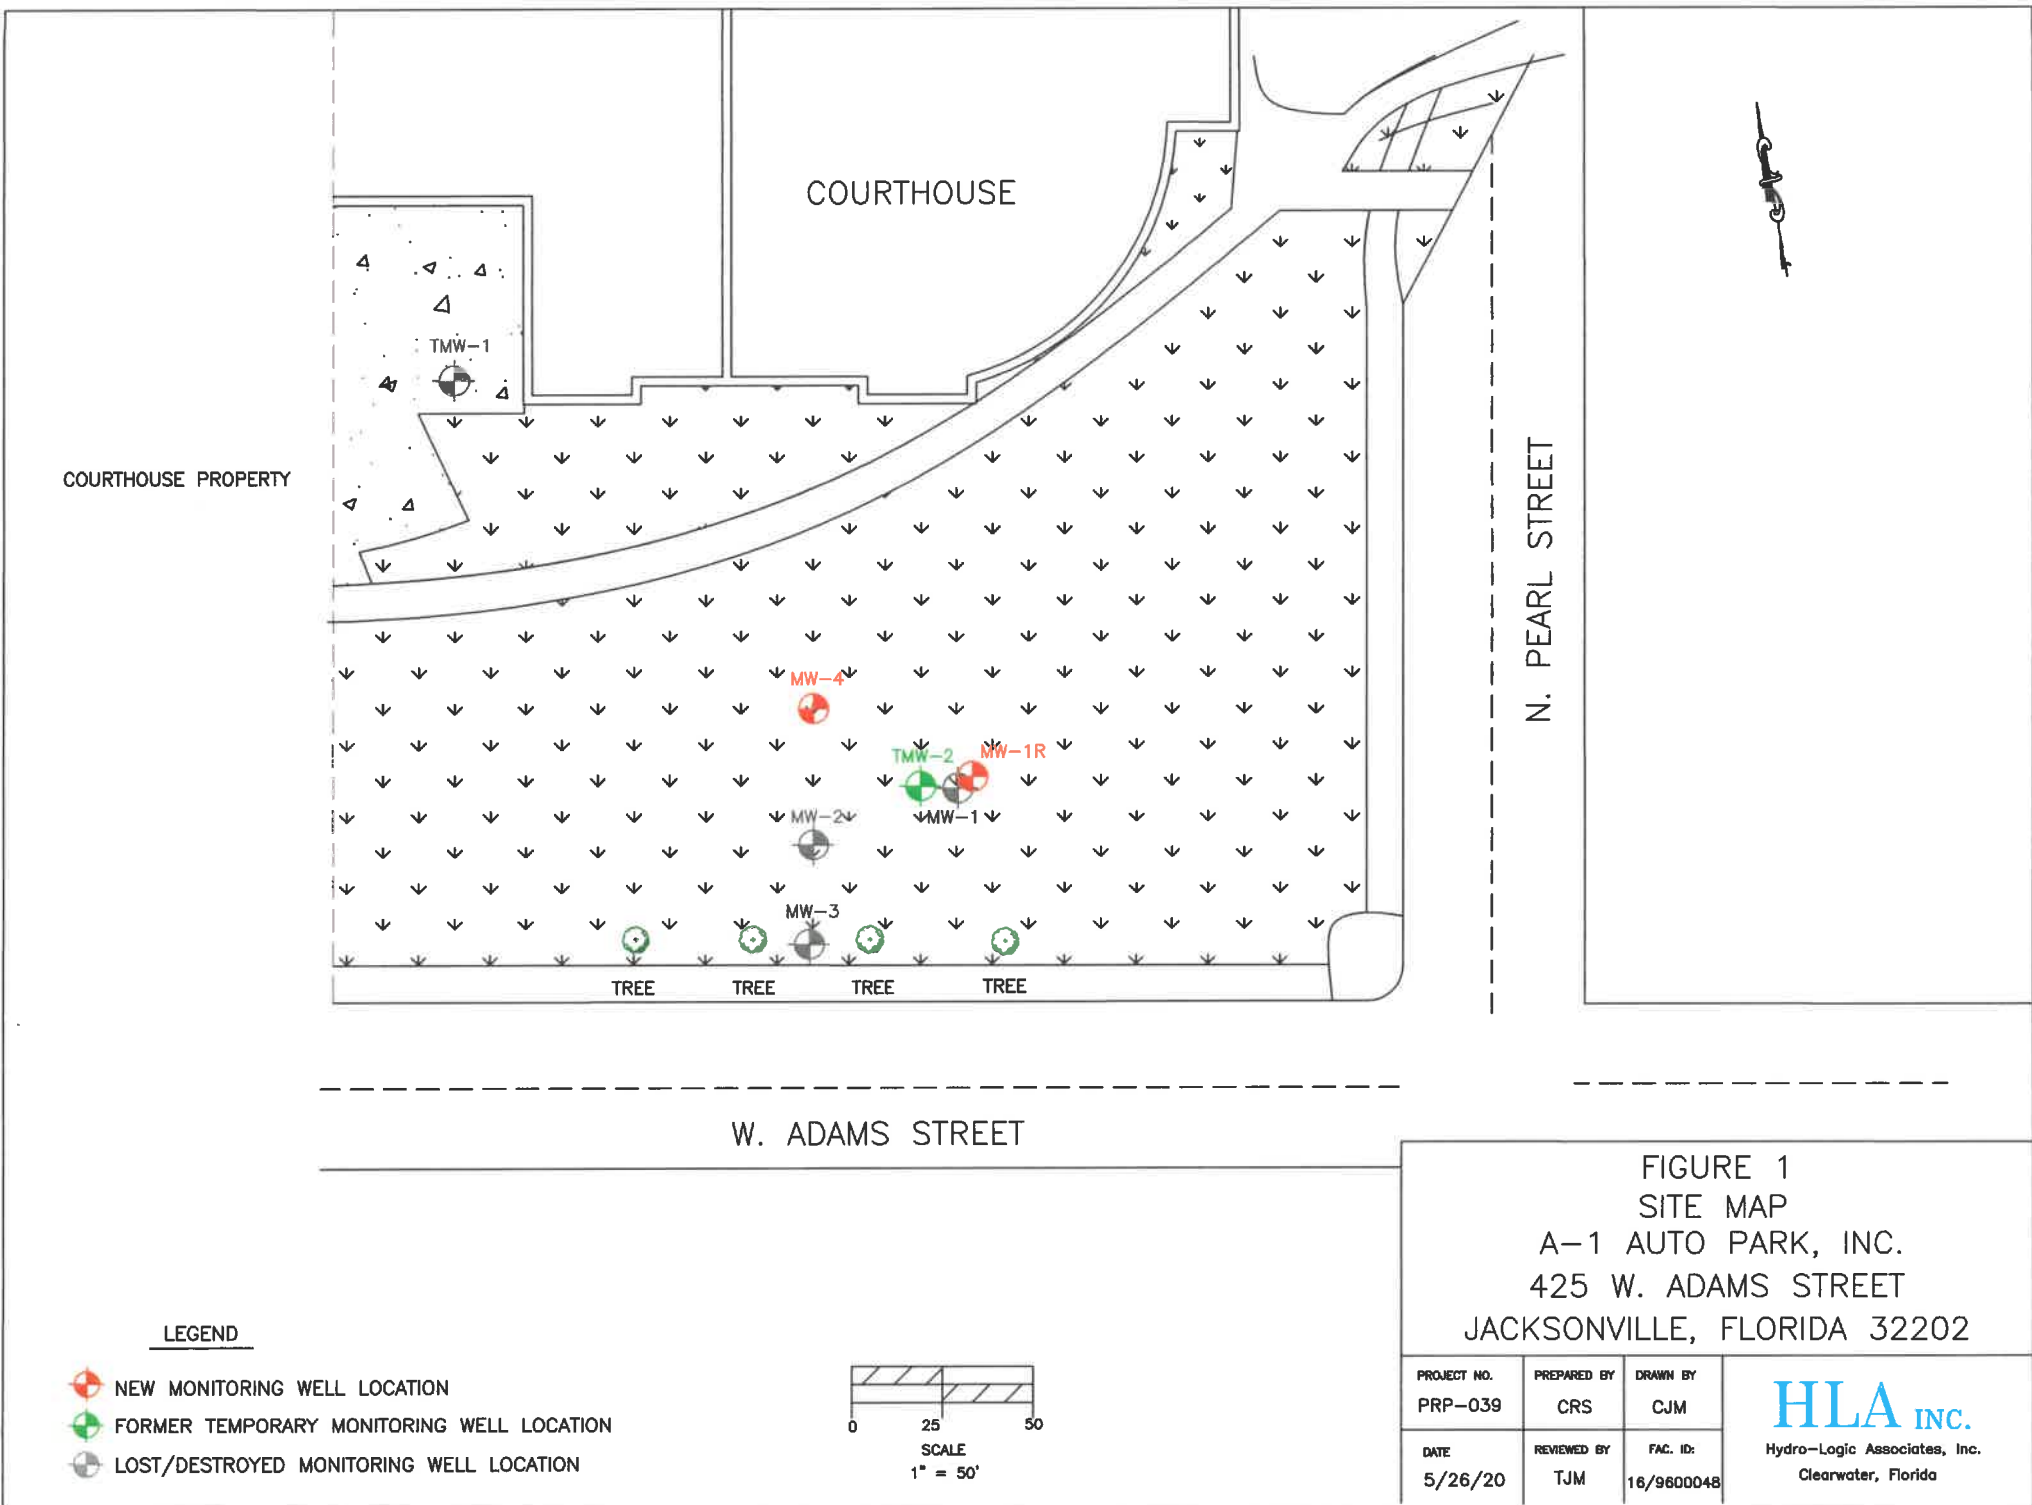 COURTHOUSE
TMW-1
COURTHOUSE PROPERTY
N. PEARL STREET
MW-4
TMW-2
MW-1R
MW-2
MW-1
MW-3
TREE
TREE
TREE
TREE
W. ADAMS STREET
FIGURE 1
SITE MAP
A-1 AUTO PARK, INC.
425 W. ADAMS STREET
JACKSONVILLE, FLORIDA 32202
LEGEND
NEW MONITORING WELL LOCATION
FORMER TEMPORARY MONITORING WELL LOCATION
LOST/DESTROYED MONITORING WELL LOCATION
0 25 50
SCALE
1" = 50'
PROJECT NO.
PRP-039
PREPARED BY
CRS
DRAWN BY
CJM
DATE
5/26/20
REVIEWED BY
TJM
FAC. ID:
16/9600048
HLA INC.
Hydro-Logic Associates, Inc.
Clearwater, Florida